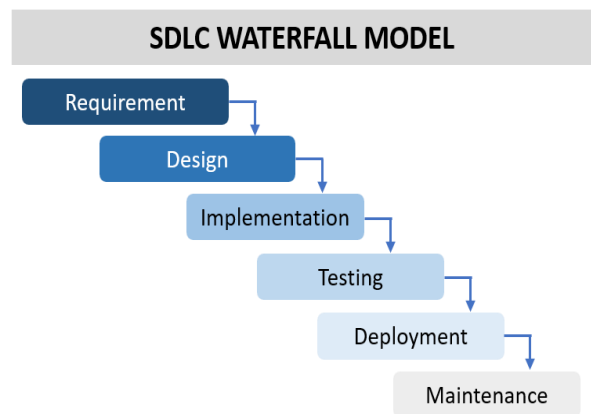 SDLC WATERFALL MODEL
Requirement
Design
Implementation
Testing
Deployment
Maintenance